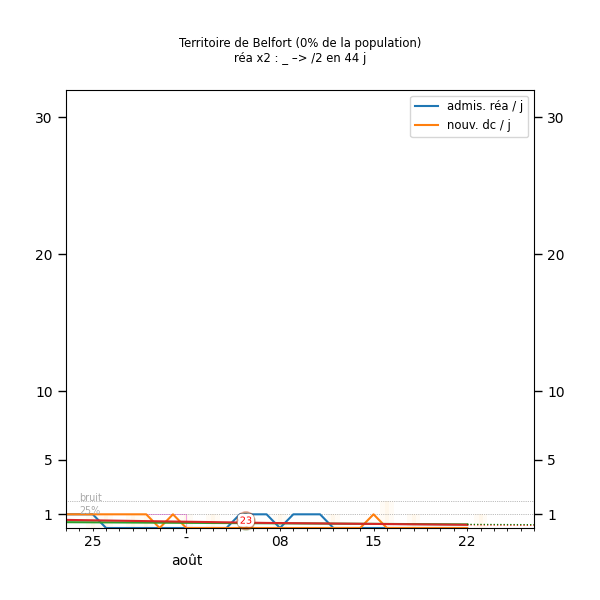 Territoire de Belfort (0% de la population)
réa x2 : _ –> /2 en 44 j
admis. réa / j
nouv. dc / j
30 30
20 20
10 10
5 5
bruit
25%
1 1
23
25 - 08 15 22
août